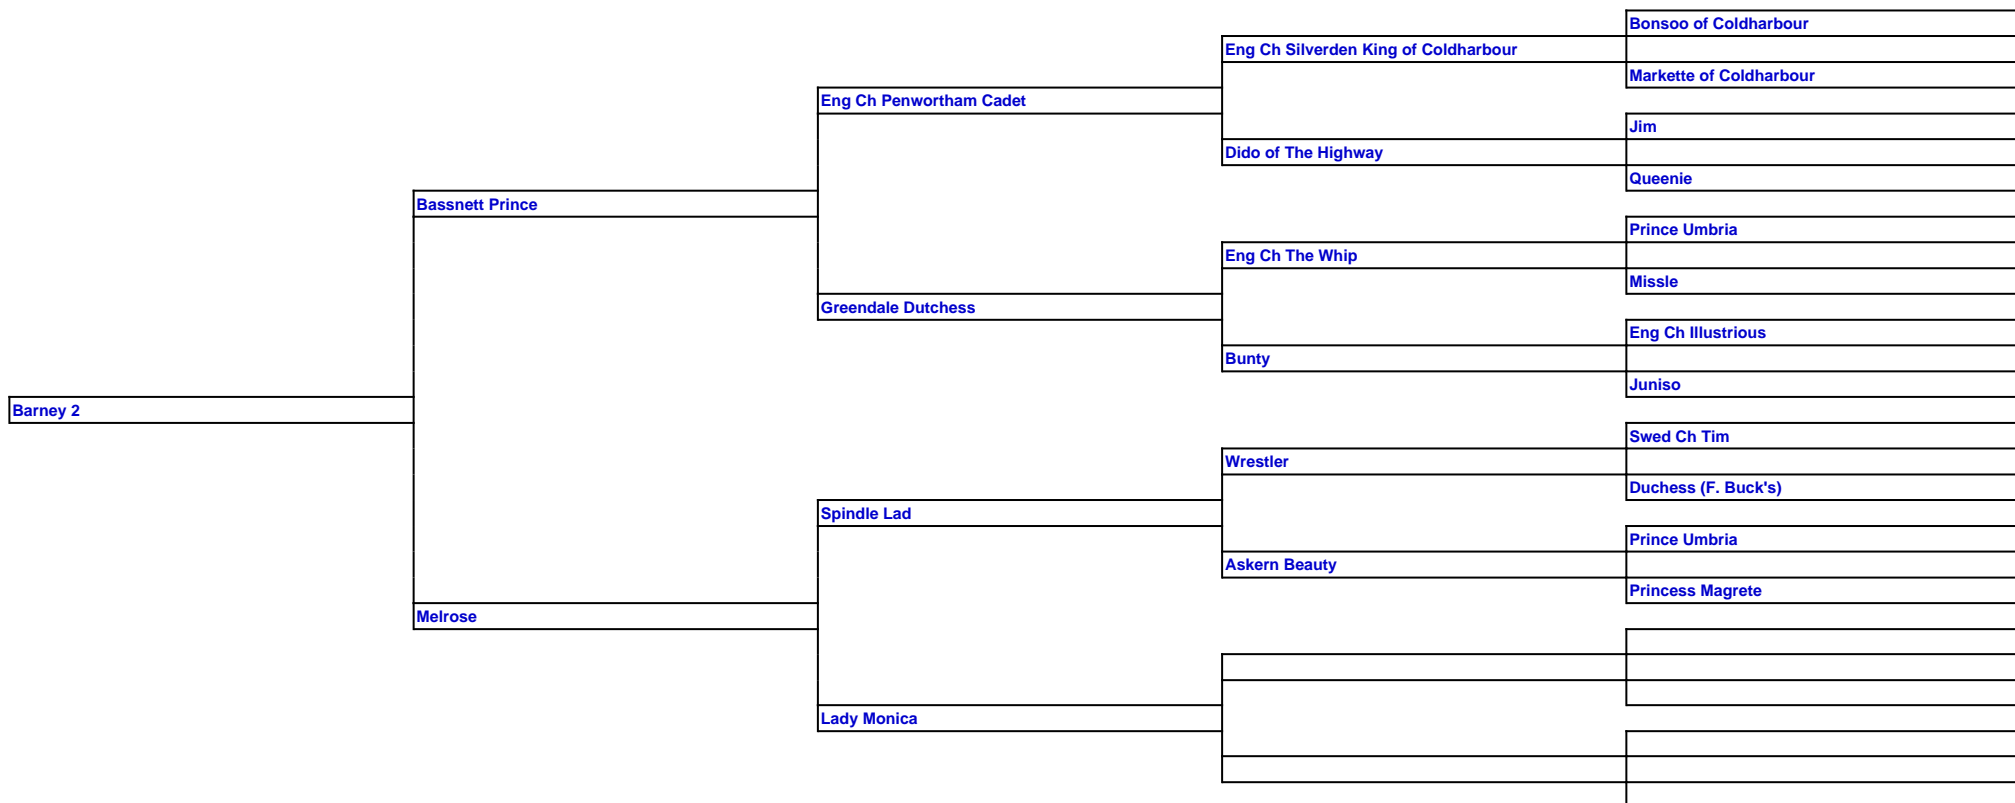 Bonsoo of Coldharbour
Eng Ch Silverden King of Coldharbour
Markette of Coldharbour
Eng Ch Penwortham Cadet
Jim
Dido of The Highway
Queenie
Bassnett Prince
Prince Umbria
Eng Ch The Whip
Missle
Greendale Dutchess
Eng Ch Illustrious
Bunty
Juniso
Barney 2
Swed Ch Tim
Wrestler
Duchess (F. Buck's)
Spindle Lad
Prince Umbria
Askern Beauty
Princess Magrete
Melrose
Lady Monica